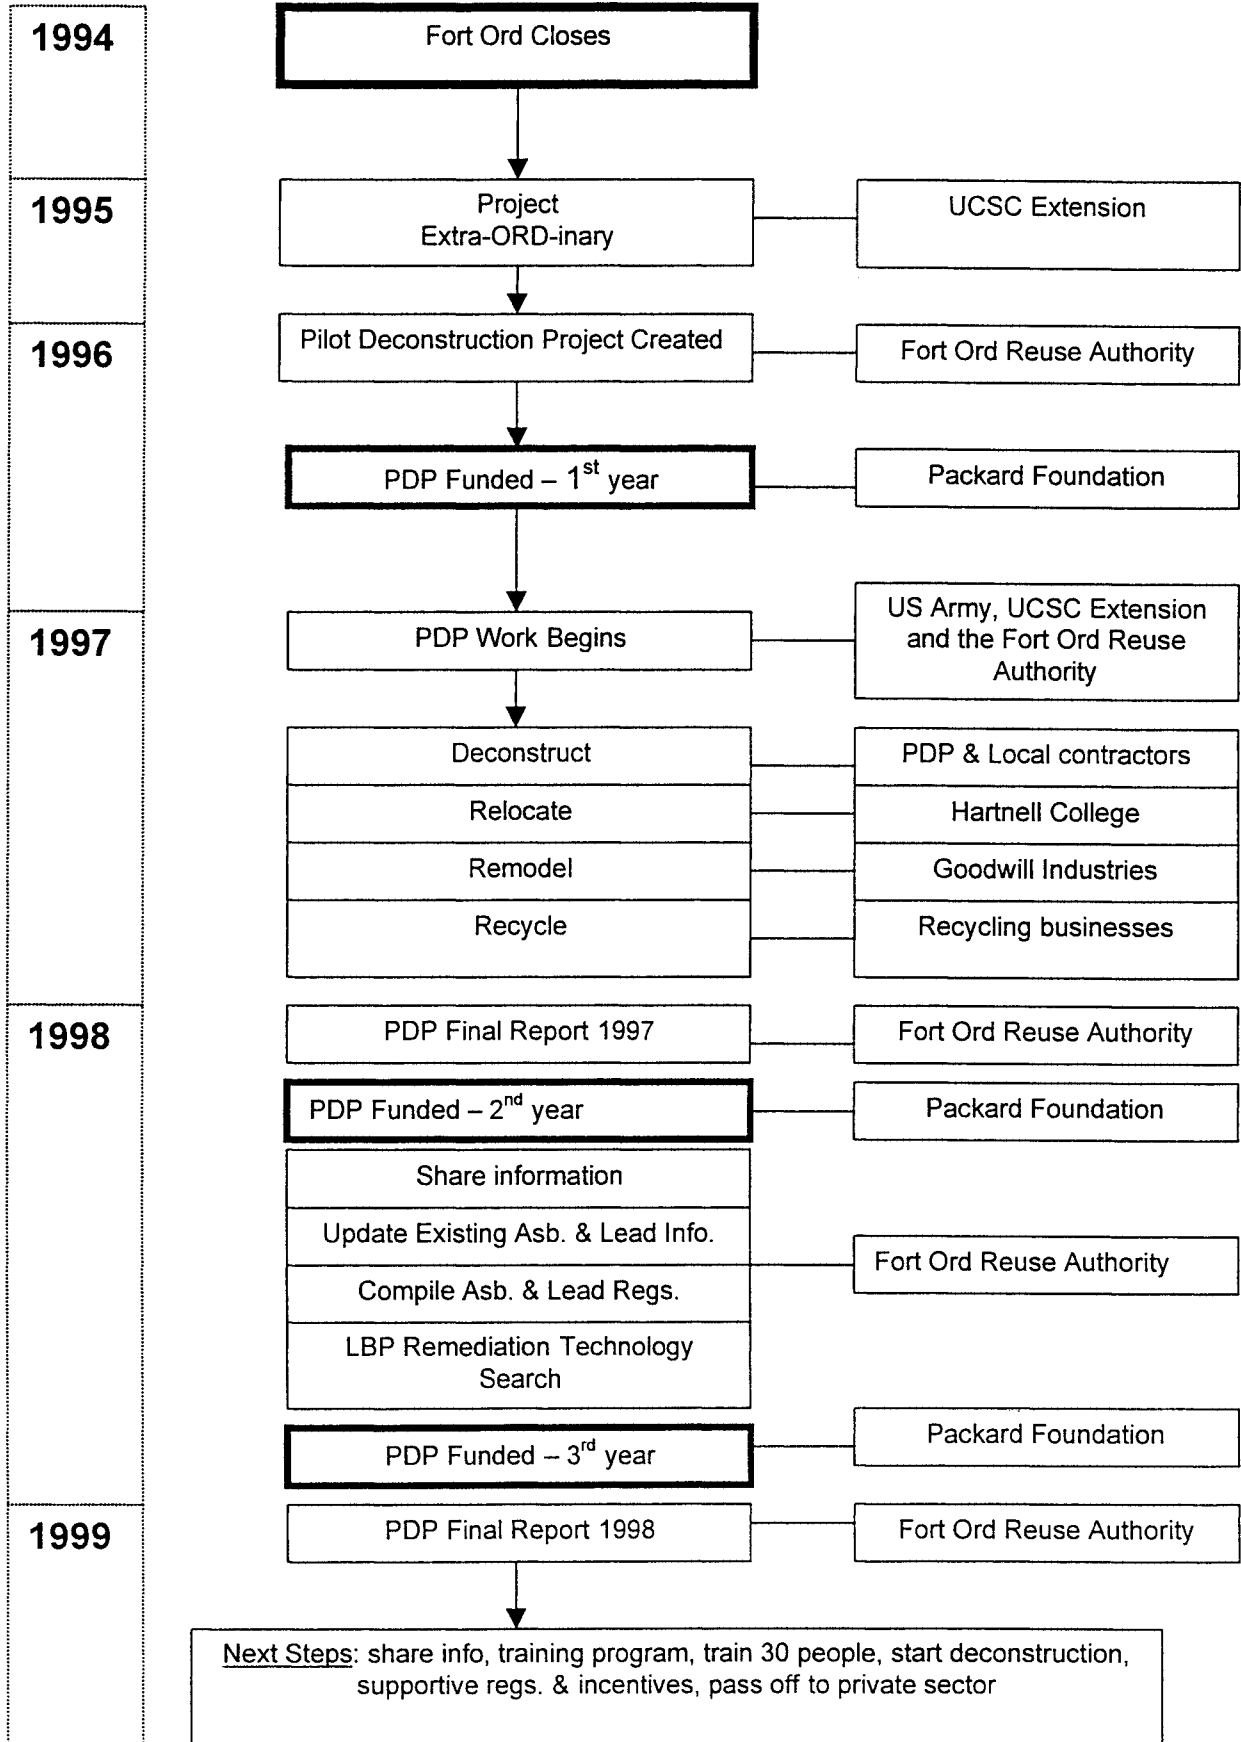 1994
Fort Ord Closes
1995
Project
Extra-ORD-inary
UCSC Extension
1996
Pilot Deconstruction Project Created
Fort Ord Reuse Authority
PDP Funded – 1st year
Packard Foundation
1997
PDP Work Begins
US Army, UCSC Extension
and the Fort Ord Reuse
Authority
Deconstruct
PDP & Local contractors
Relocate
Hartnell College
Remodel
Goodwill Industries
Recycle
Recycling businesses
1998
PDP Final Report 1997
Fort Ord Reuse Authority
PDP Funded – 2nd year
Packard Foundation
Share information
Update Existing Asb. & Lead Info.
Fort Ord Reuse Authority
Compile Asb. & Lead Regs.
LBP Remediation Technology
Search
PDP Funded – 3rd year
Packard Foundation
1999
PDP Final Report 1998
Fort Ord Reuse Authority
Next Steps: share info, training program, train 30 people, start deconstruction,
supportive regs. & incentives, pass off to private sector